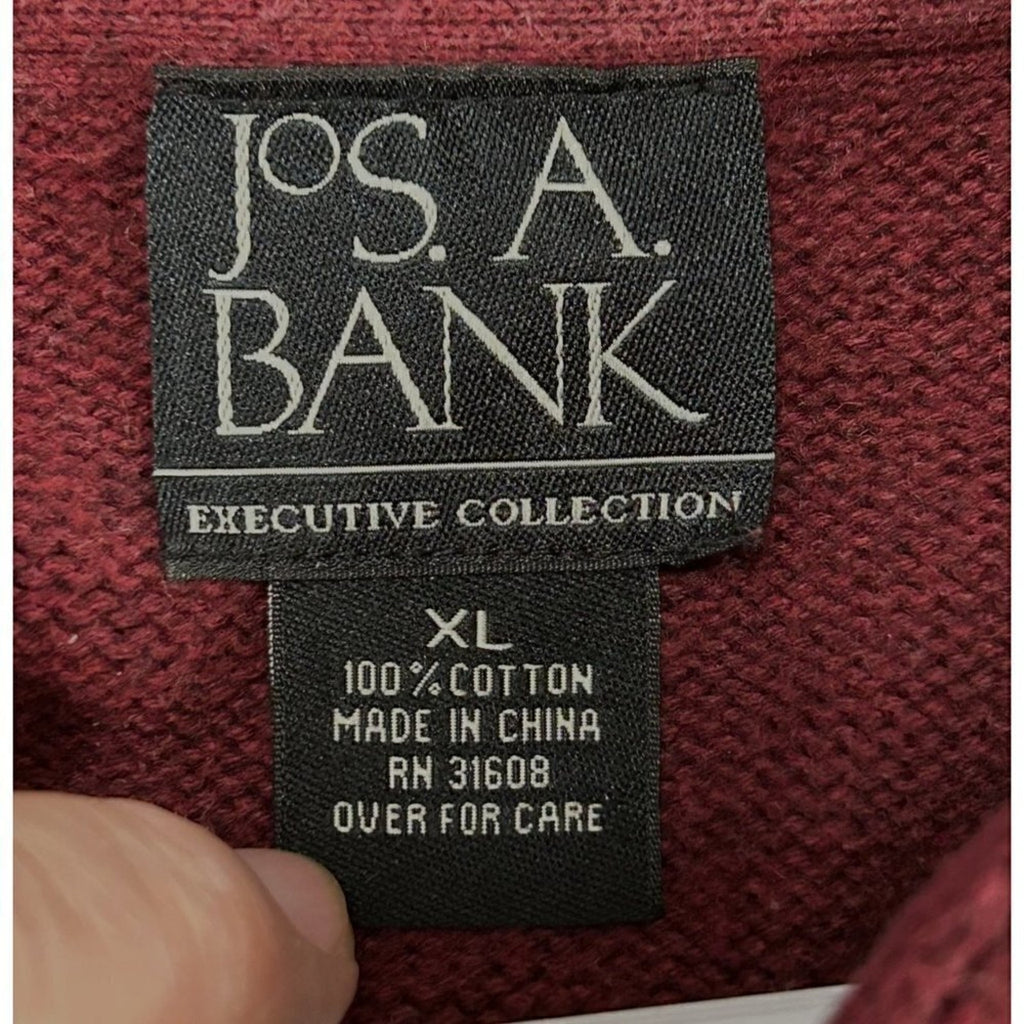 JOS. A.
BANK
EXECUTIVE COLLECTION
XL
100% COTTON
MADE IN CHINA
RN 31608
OVER FOR CARE